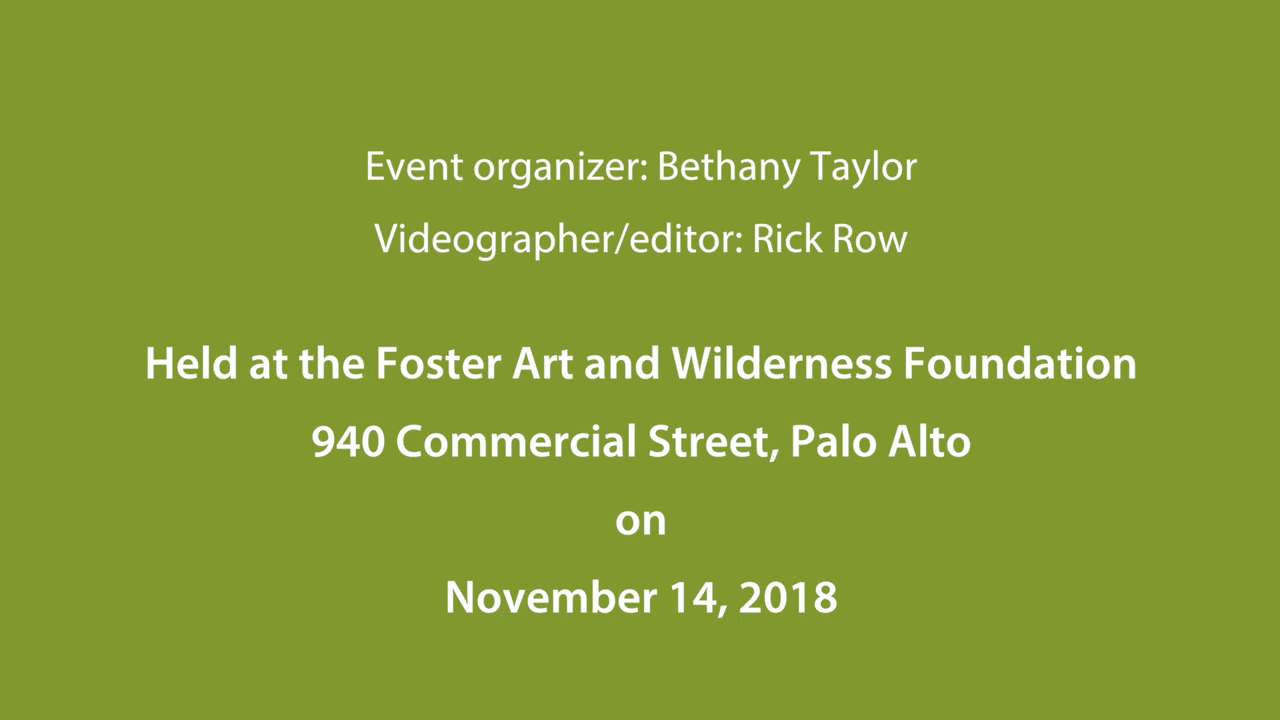 Event organizer: Bethany Taylor
Videographer/editor: Rick Row
Held at the Foster Art and Wilderness Foundation
940 Commercial Street, Palo Alto
on
November 14, 2018